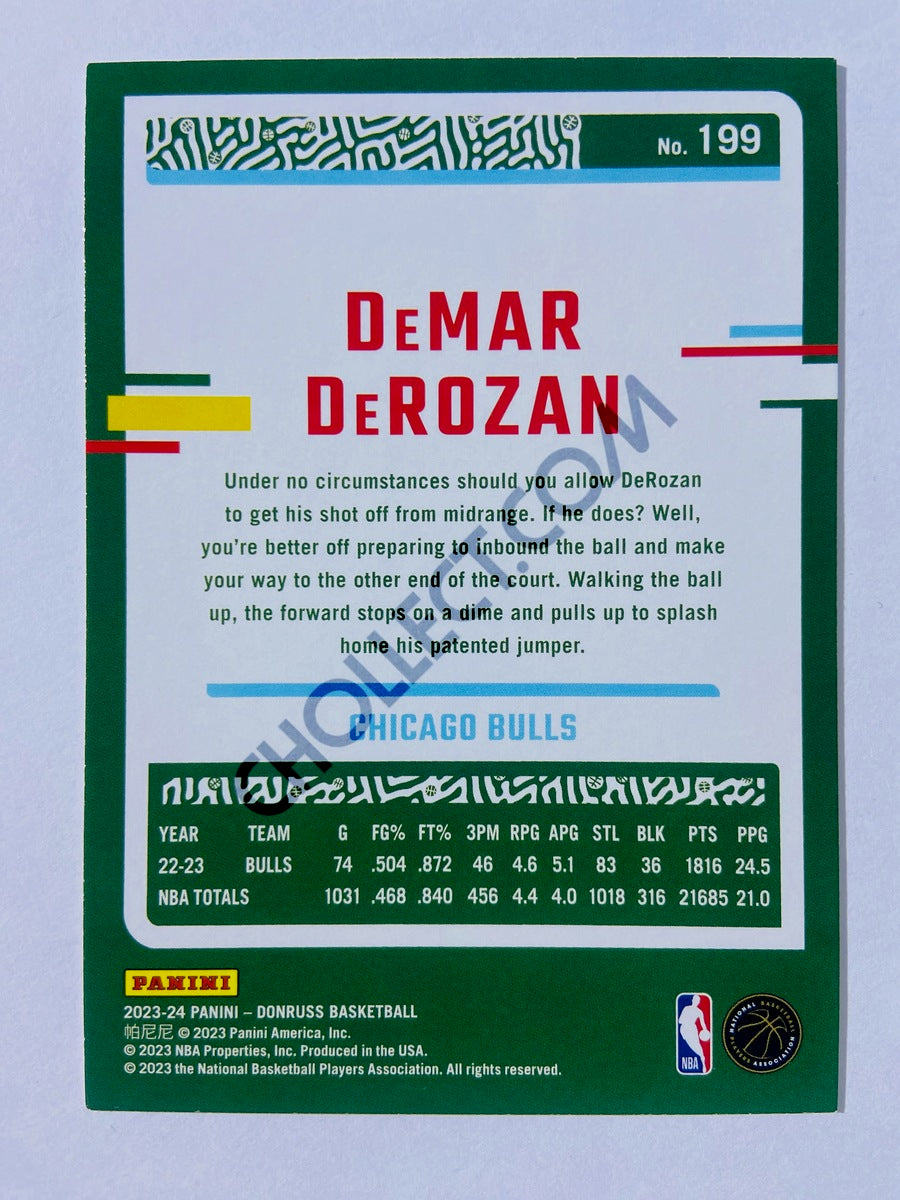 No. 199
DEMAR
DEROZAN
Under no circumstances should you allow DeRozan
to get his shot off from midrange. If he does? Well,
you're better off preparing to inbound the ball and make
your way to the other end of the court. Walking the ball
up, the forward stops on a dime and pulls up to splash
home his patented jumper.
CHOLLECT.COM
CHICAGO BULLS
YEAR TEAM G FG% FT% 3PM RPG APG STL BLK PTS PPG
22-23 BULLS 74 .504 .872 46 4.6 5.1 83 36 1816 24.5
NBA TOTALS 1031 .468 .840 456 4.4 4.0 1018 316 21685 21.0
PANINI
2023-24 PANINI – DONRUSS BASKETBALL
帕尼尼 © 2023 Panini America, Inc.
© 2023 NBA Properties, Inc. Produced in the USA.
© 2023 the National Basketball Players Association. All rights reserved.
NBA
NATIONAL BASKETBALL
PLAYERS ASSOCIATION